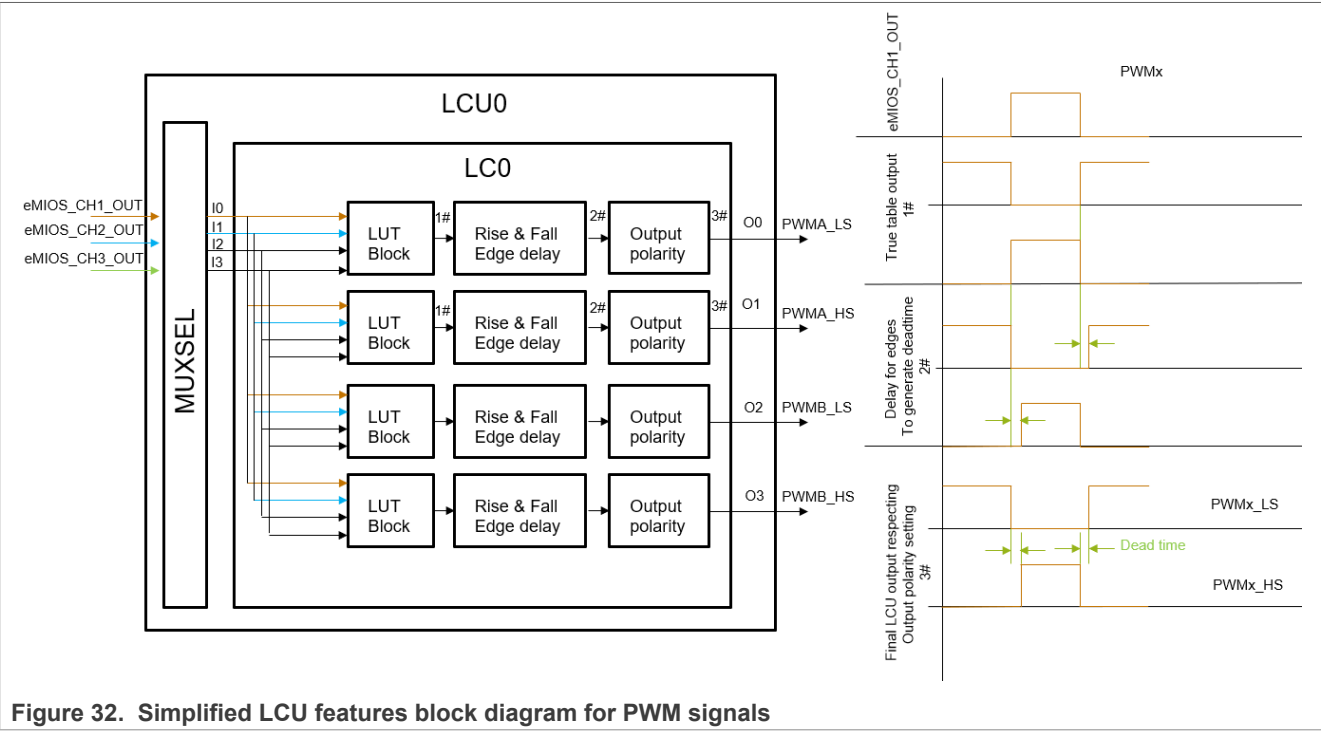 LCU0
LC0
MUXSEL
eMIOS_CH1_OUT
eMIOS_CH2_OUT
eMIOS_CH3_OUT
I0
I1
I2
I3
LUT
Block
1#
Rise & Fall
Edge delay
2#
Output
polarity
3#
O0
PWMA_LS
LUT
Block
1#
Rise & Fall
Edge delay
2#
Output
polarity
3#
O1
PWMA_HS
LUT
Block
Rise & Fall
Edge delay
Output
polarity
O2
PWMB_LS
LUT
Block
Rise & Fall
Edge delay
Output
polarity
O3
PWMB_HS
eMIOS_CH1_OUT
PWMx
True table output
1#
Delay for edges
To generate deadtime
2#
Final LCU output respecting
Output polarity setting
3#
PWMx_LS
Dead time
PWMx_HS
Figure 32. Simplified LCU features block diagram for PWM signals